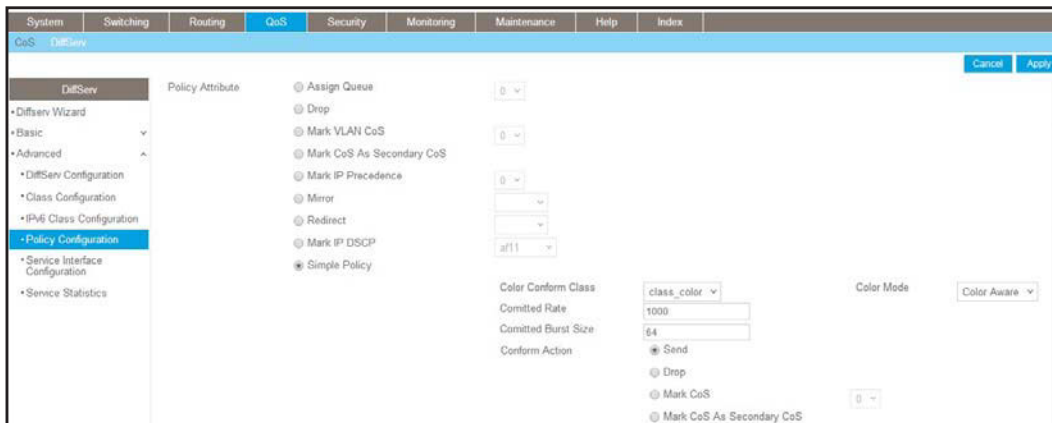 System Switching Routing QoS Security Monitoring Maintenance Help Index
CoS DiffServ
Cancel Apply
DiffServ
Diffserv Wizard
Basic
Advanced
DiffServ Configuration
Class Configuration
IPv6 Class Configuration
Policy Configuration
Service Interface
Configuration
Service Statistics
Policy Attribute
Assign Queue 0
Drop
Mark VLAN CoS 0
Mark CoS As Secondary CoS
Mark IP Precedence 0
Mirror
Redirect
Mark IP DSCP af11
Simple Policy
Color Conform Class class_color Color Mode Color Aware
Comitted Rate 1000
Comitted Burst Size 64
Conform Action Send
Drop
Mark CoS 0
Mark CoS As Secondary CoS